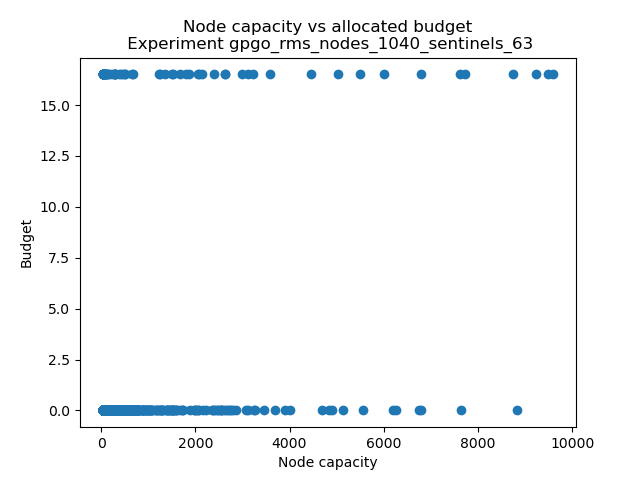 Node capacity vs allocated budget
Experiment gpgo_rms_nodes_1040_sentinels_63
Budget
15.0
12.5
10.0
7.5
5.0
2.5
0.0
0 2000 4000 6000 8000 10000
Node capacity